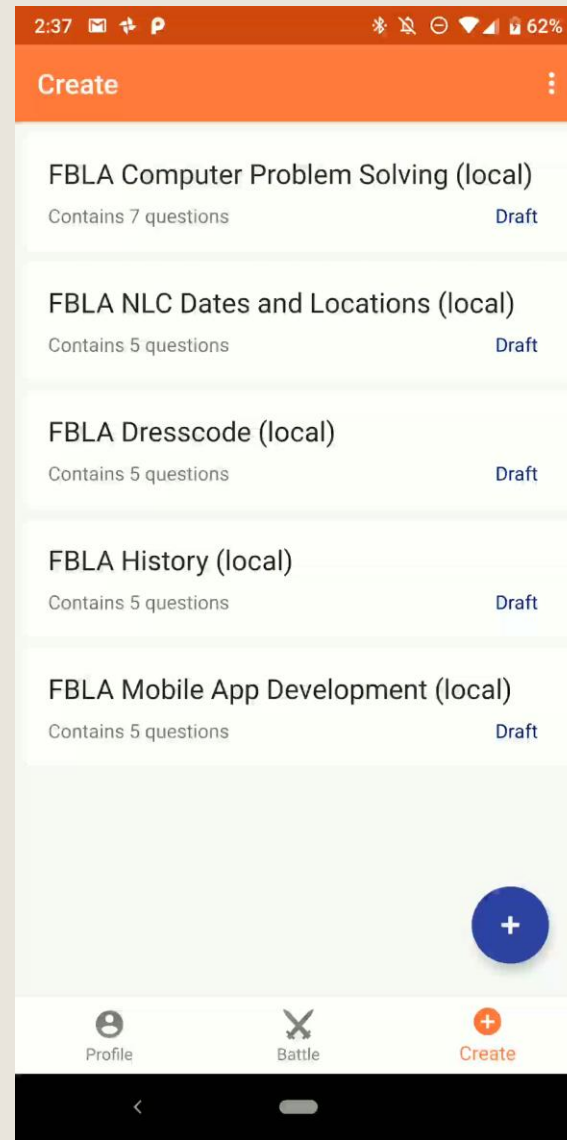 2:37 62%
Create
FBLA Computer Problem Solving (local)
Contains 7 questions Draft
FBLA NLC Dates and Locations (local)
Contains 5 questions Draft
FBLA Dresscode (local)
Contains 5 questions Draft
FBLA History (local)
Contains 5 questions Draft
FBLA Mobile App Development (local)
Contains 5 questions Draft
Profile Battle Create